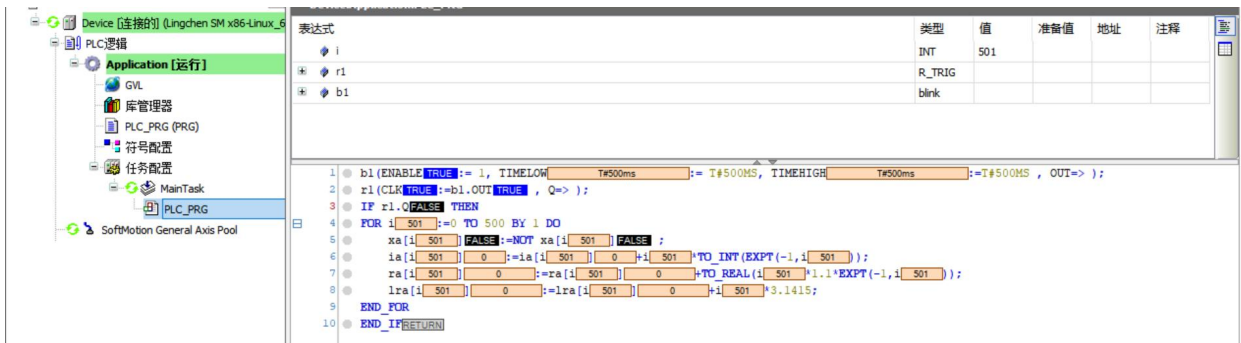 Device [连接的] (Lingchen SM x86-Linux_6
PLC逻辑
Application [运行]
GVL
库管理器
PLC_PRG (PRG)
符号配置
任务配置
MainTask
PLC_PRG
SoftMotion General Axis Pool
表达式 类型 值 准备值 地址 注释
i INT 501
r1 R_TRIG
b1 blink
1 b1(ENABLE TRUE := 1, TIMELOW T#500ms := T#500MS, TIMEHIGH T#500ms :=T#500MS , OUT=> );
2 r1(CLK TRUE :=b1.OUT TRUE , Q=> );
3 IF r1.Q FALSE THEN
4 FOR i 501 :=0 TO 500 BY 1 DO
5 xa[i 501 ] FALSE :=NOT xa[i 501 ] FALSE ;
6 ia[i 501 ] 0 :=ia[i 501 ] 0 +i 501 *TO_INT(EXPT(-1,i 501 ));
7 ra[i 501 ] 0 :=ra[i 501 ] 0 +TO_REAL(i 501 *1.1*EXPT(-1,i 501 ));
8 lra[i 501 ] 0 :=lra[i 501 ] 0 +i 501 *3.1415;
9 END_FOR
10 END_IF RETURN